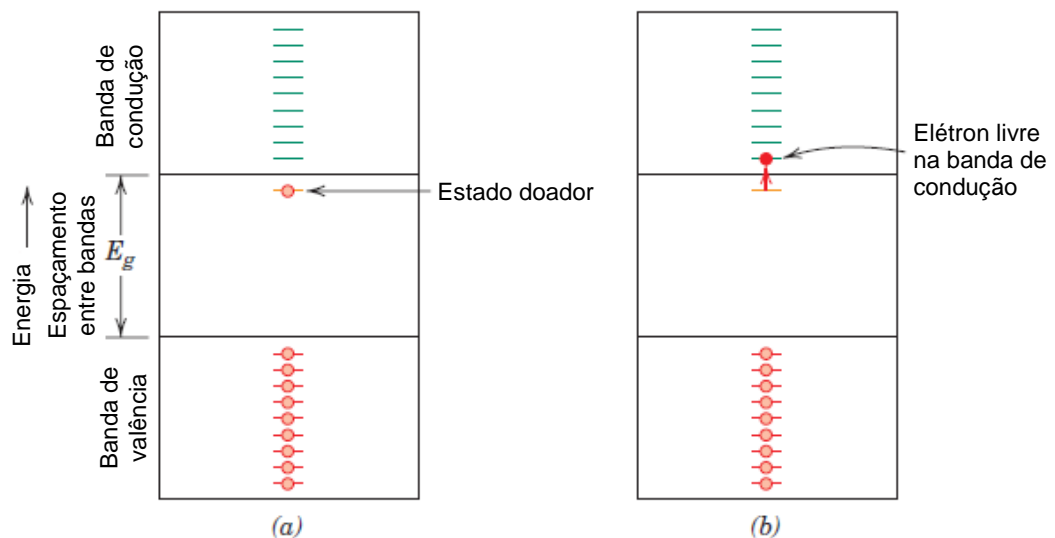 Banda de
condução
Energia
Espaçamento
entre bandas
E_g
Banda de
valência
Estado doador
(a)
Elétron livre
na banda de
condução
(b)